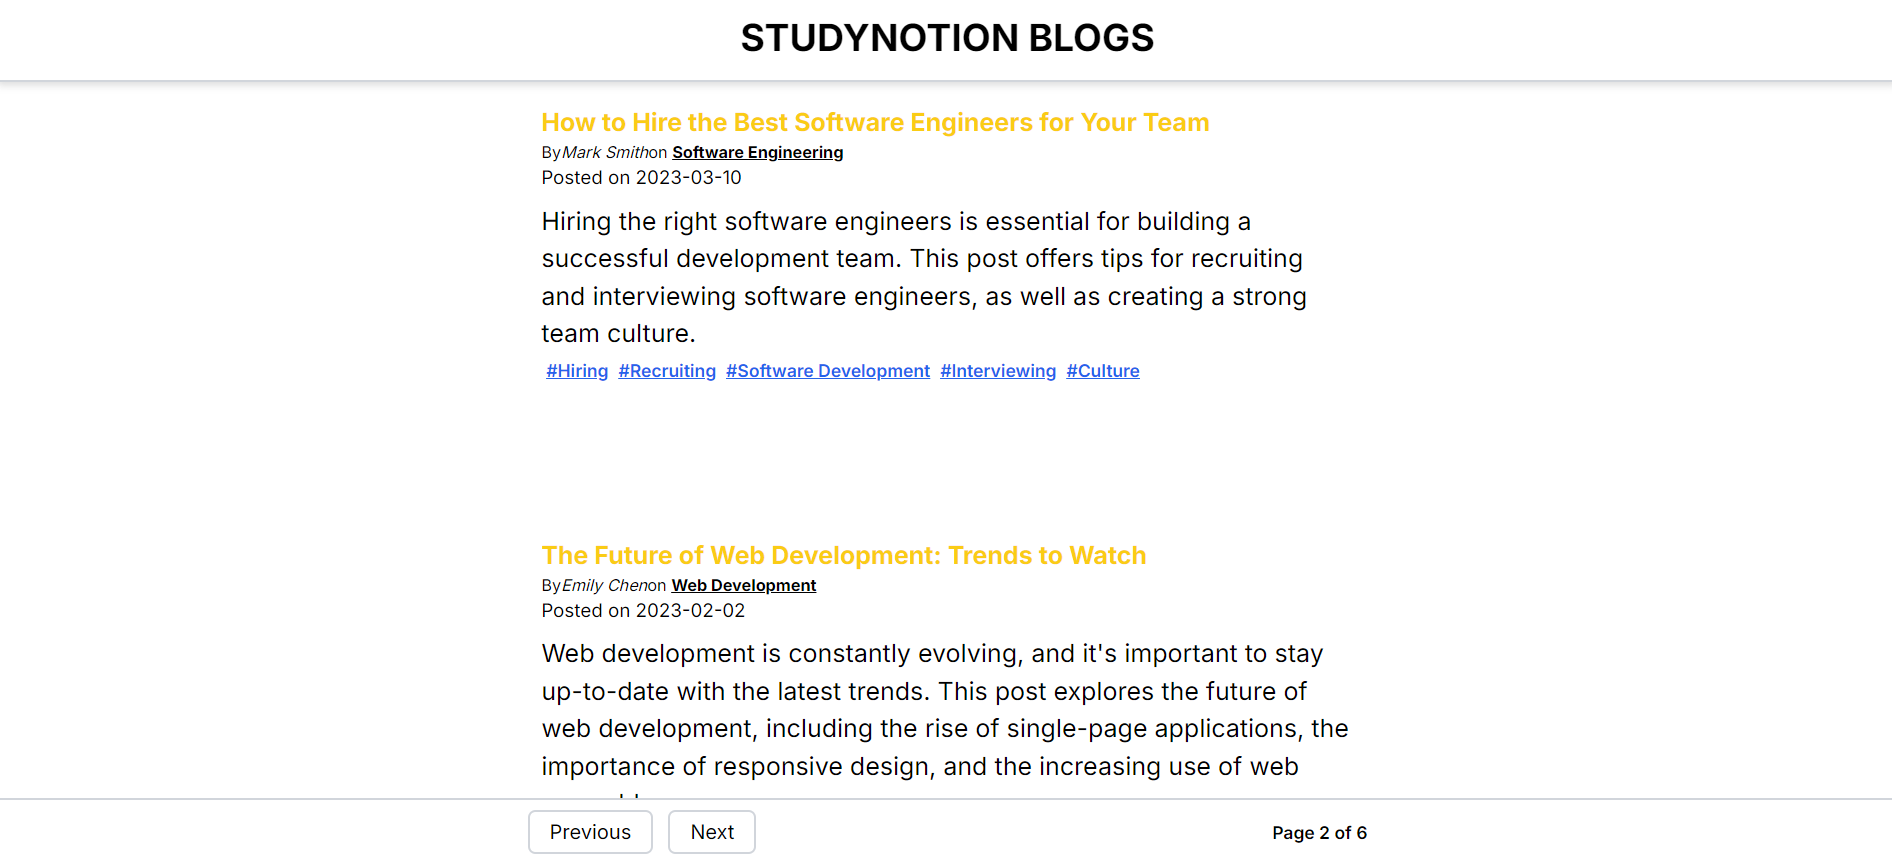 STUDYNOTION BLOGS
How to Hire the Best Software Engineers for Your Team
ByMark Smithon Software Engineering
Posted on 2023-03-10
Hiring the right software engineers is essential for building a
successful development team. This post offers tips for recruiting
and interviewing software engineers, as well as creating a strong
team culture.
#Hiring #Recruiting #Software Development #Interviewing #Culture
The Future of Web Development: Trends to Watch
ByEmily Chenon Web Development
Posted on 2023-02-02
Web development is constantly evolving, and it's important to stay
up-to-date with the latest trends. This post explores the future of
web development, including the rise of single-page applications, the
importance of responsive design, and the increasing use of web
Previous Next Page 2 of 6